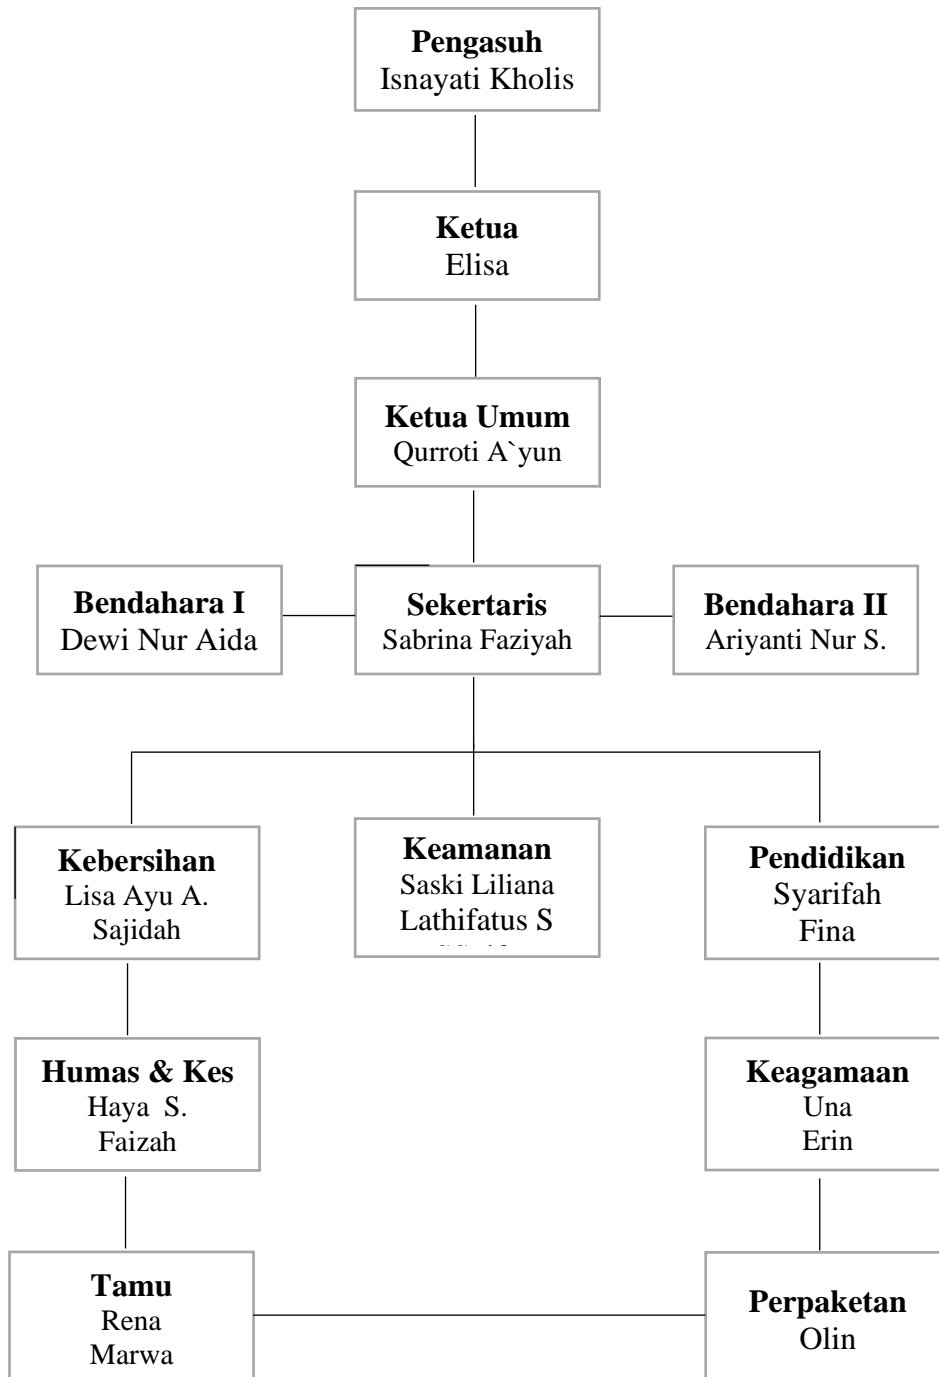 Pengasuh
Isnayati Kholis
Ketua
Elisa
Ketua Umum
Qurroti A`yun
Bendahara I
Dewi Nur Aida
Sekertaris
Sabrina Faziyah
Bendahara II
Ariyanti Nur S.
Kebersihan
Lisa Ayu A.
Sajidah
Keamanan
Saski Liliana
Lathifatus S
Pendidikan
Syarifah
Fina
Humas & Kes
Haya  S.
Faizah
Keagamaan
Una
Erin
Tamu
Rena
Marwa
Perpaketan
Olin